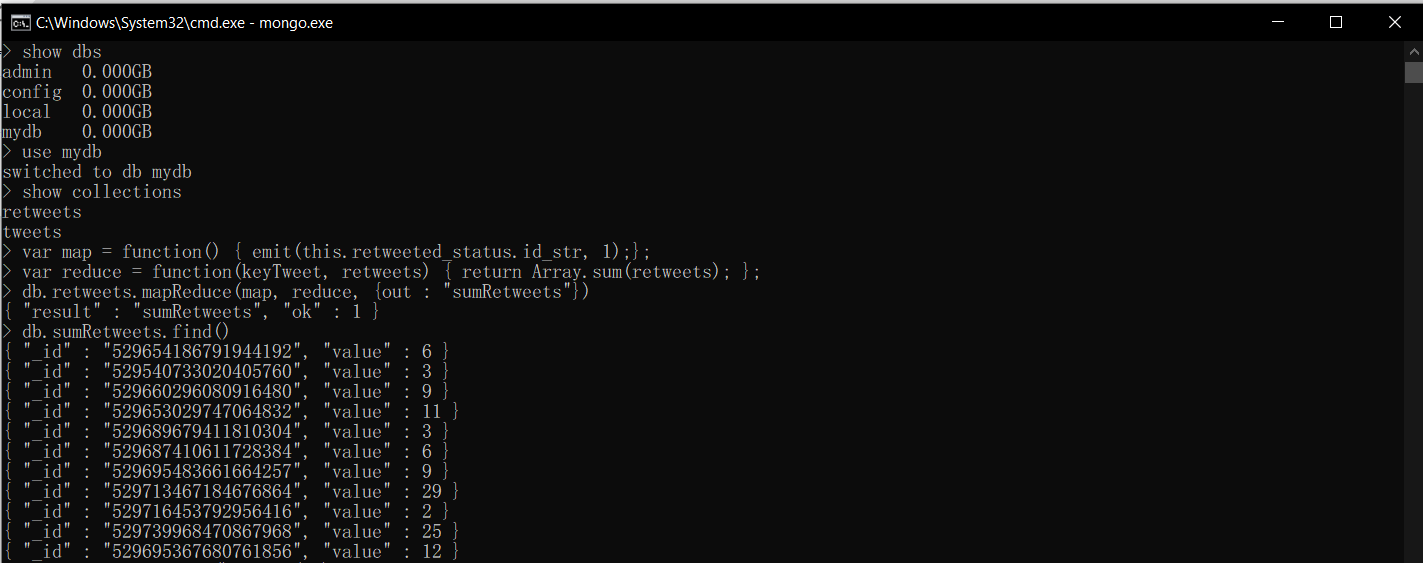 C:\Windows\System32\cmd.exe - mongo.exe
> show dbs
admin   0.000GB
config  0.000GB
local   0.000GB
mydb    0.000GB
> use mydb
switched to db mydb
> show collections
retweets
tweets
> var map = function() { emit(this.retweeted_status.id_str, 1);};
> var reduce = function(keyTweet, retweets) { return Array.sum(retweets); };
> db.retweets.mapReduce(map, reduce, {out : "sumRetweets"})
{ "result" : "sumRetweets", "ok" : 1 }
> db.sumRetweets.find()
{ "_id" : "529654186791944192", "value" : 6 }
{ "_id" : "529540733020405760", "value" : 3 }
{ "_id" : "529660296080916480", "value" : 9 }
{ "_id" : "529653029747064832", "value" : 11 }
{ "_id" : "529689679411810304", "value" : 3 }
{ "_id" : "529687410611728384", "value" : 6 }
{ "_id" : "529695483661664257", "value" : 9 }
{ "_id" : "529713467184676864", "value" : 29 }
{ "_id" : "529716453792956416", "value" : 2 }
{ "_id" : "529739968470867968", "value" : 25 }
{ "_id" : "529695367680761856", "value" : 12 }